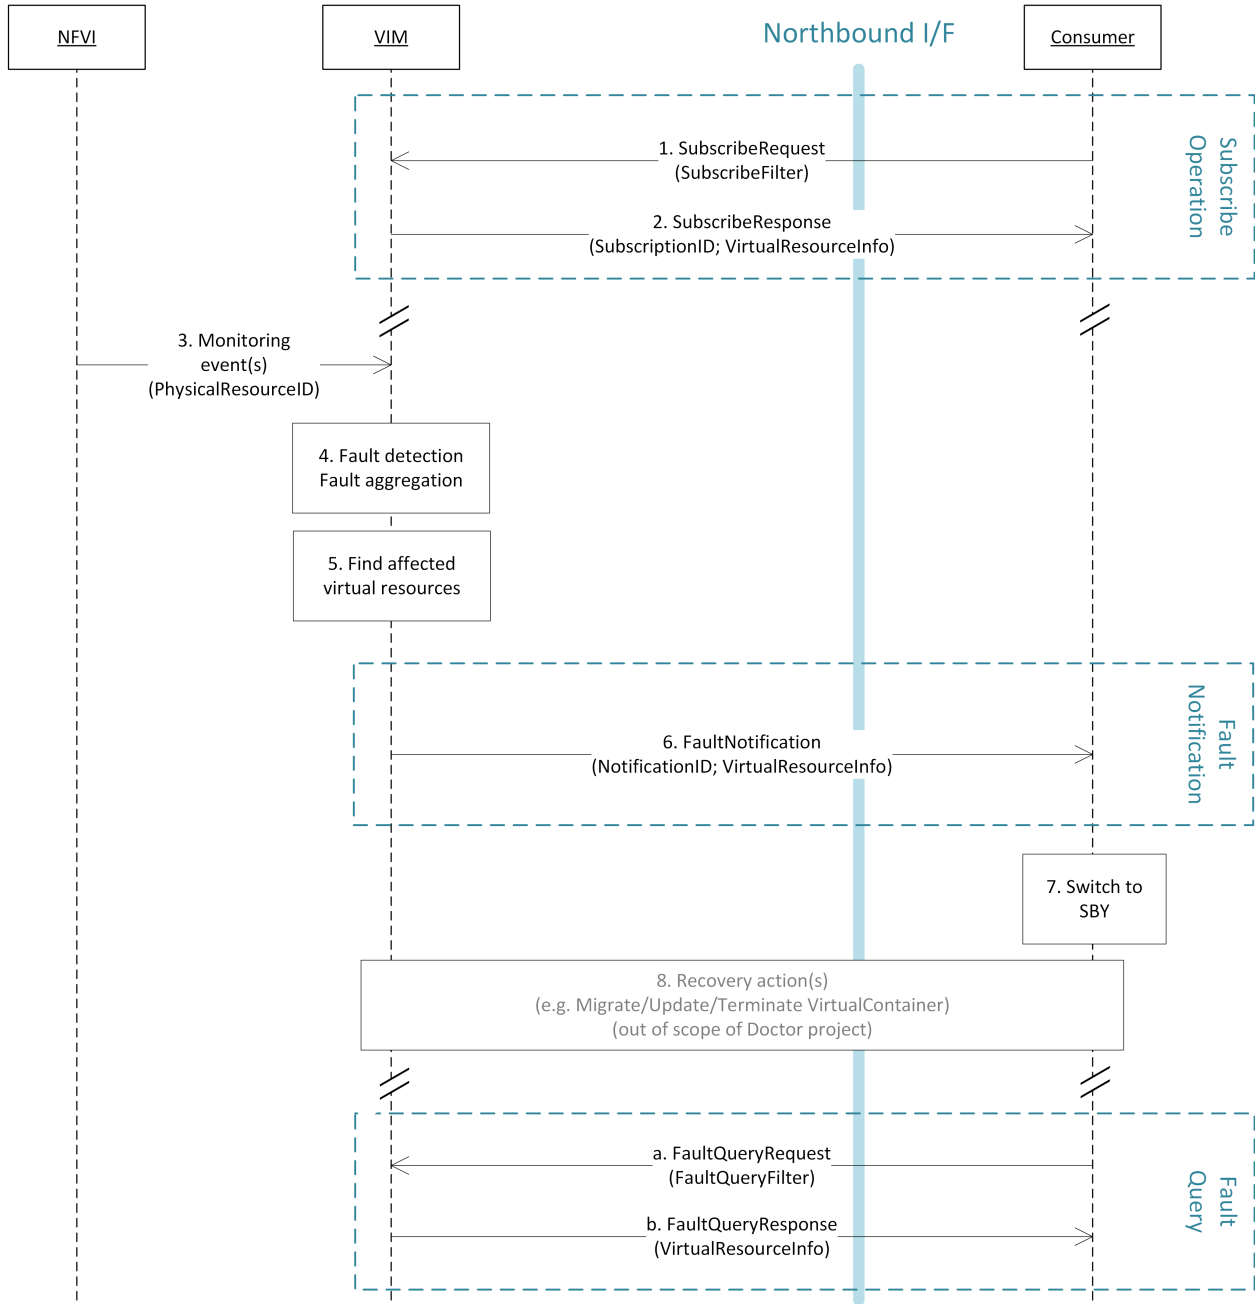 NFVI
VIM
Northbound I/F
Consumer
Subscribe
Operation
1. SubscribeRequest
(SubscribeFilter)
2. SubscribeResponse
(SubscriptionID; VirtualResourceInfo)
3. Monitoring
event(s)
(PhysicalResourceID)
4. Fault detection
Fault aggregation
5. Find affected
virtual resources
Fault
Notification
6. FaultNotification
(NotificationID; VirtualResourceInfo)
7. Switch to
SBY
8. Recovery action(s)
(e.g. Migrate/Update/Terminate VirtualContainer)
(out of scope of Doctor project)
Fault
Query
a. FaultQueryRequest
(FaultQueryFilter)
b. FaultQueryResponse
(VirtualResourceInfo)